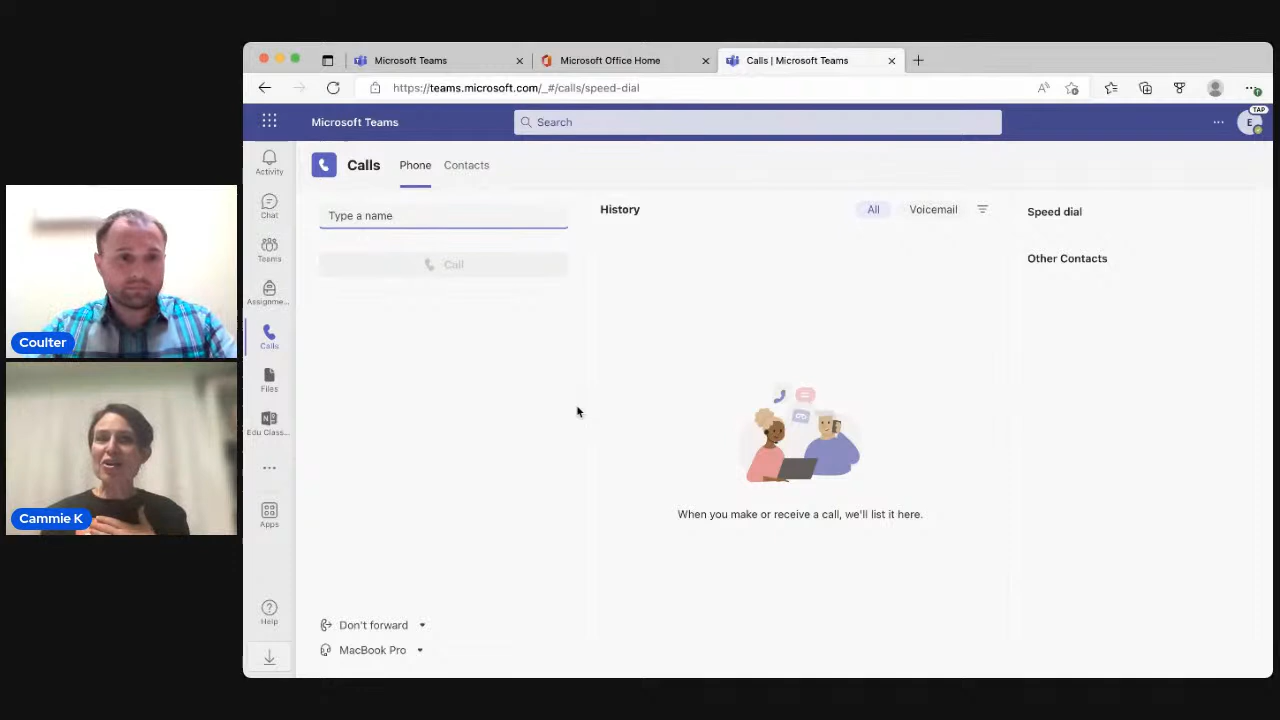 Microsoft Teams
Microsoft Office Home
Calls | Microsoft Teams
https://teams.microsoft.com/_#/calls/speed-dial
Microsoft Teams
Search
TAP
E
Activity
Chat
Teams
Assignme...
Calls
Files
Edu Class...
Apps
Help
Calls
Phone
Contacts
Type a name
Call
History
All
Voicemail
When you make or receive a call, we'll list it here.
Speed dial
Other Contacts
Don't forward
MacBook Pro
Coulter
Cammie K